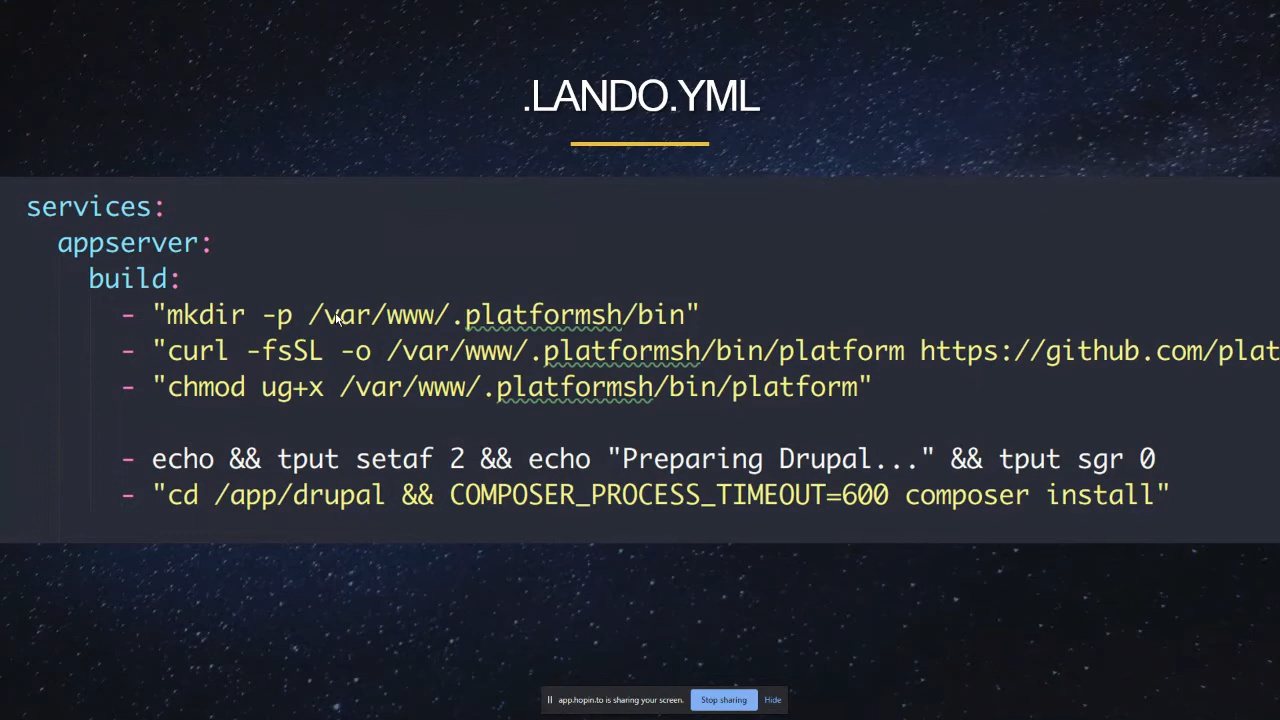 .LANDO.YML
services:
appserver:
build:
- "mkdir -p /var/www/.platformsh/bin"
- "curl -fsSL -o /var/www/.platformsh/bin/platform https://github.com/plat
- "chmod ug+x /var/www/.platformsh/bin/platform"
- echo && tput setaf 2 && echo "Preparing Drupal..." && tput sgr 0
- "cd /app/drupal && COMPOSER_PROCESS_TIMEOUT=600 composer install"
app.hopin.to is sharing your screen. Stop sharing Hide